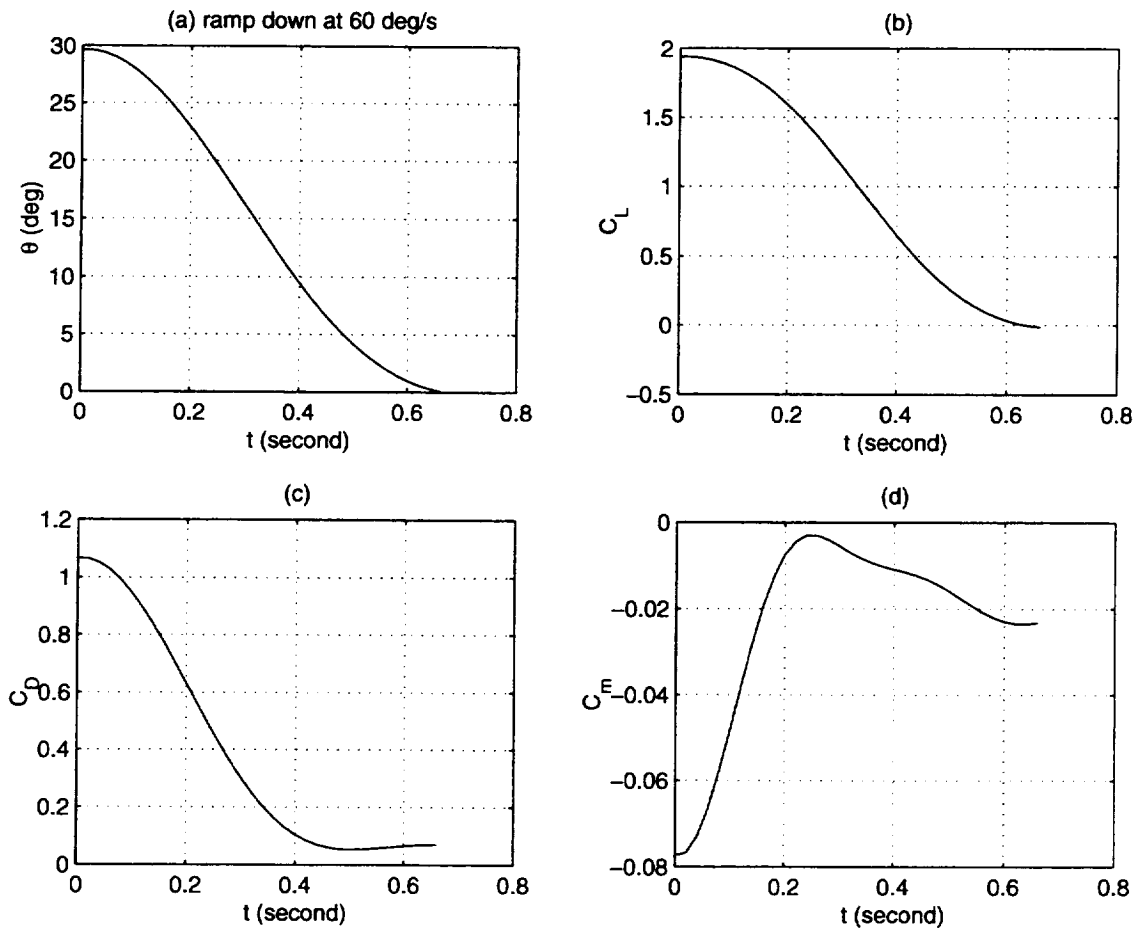 (a) ramp down at 60 deg/s
30
25
20
15
10
5
0
θ (deg)
0 0.2 0.4 0.6 0.8
t (second)
(b)
2
1.5
1
0.5
0
−0.5
C_L
0 0.2 0.4 0.6 0.8
t (second)
(c)
1.2
1
0.8
0.6
0.4
0.2
0
C_D
0 0.2 0.4 0.6 0.8
t (second)
(d)
0
−0.02
−0.04
−0.06
−0.08
C_m
0 0.2 0.4 0.6 0.8
t (second)